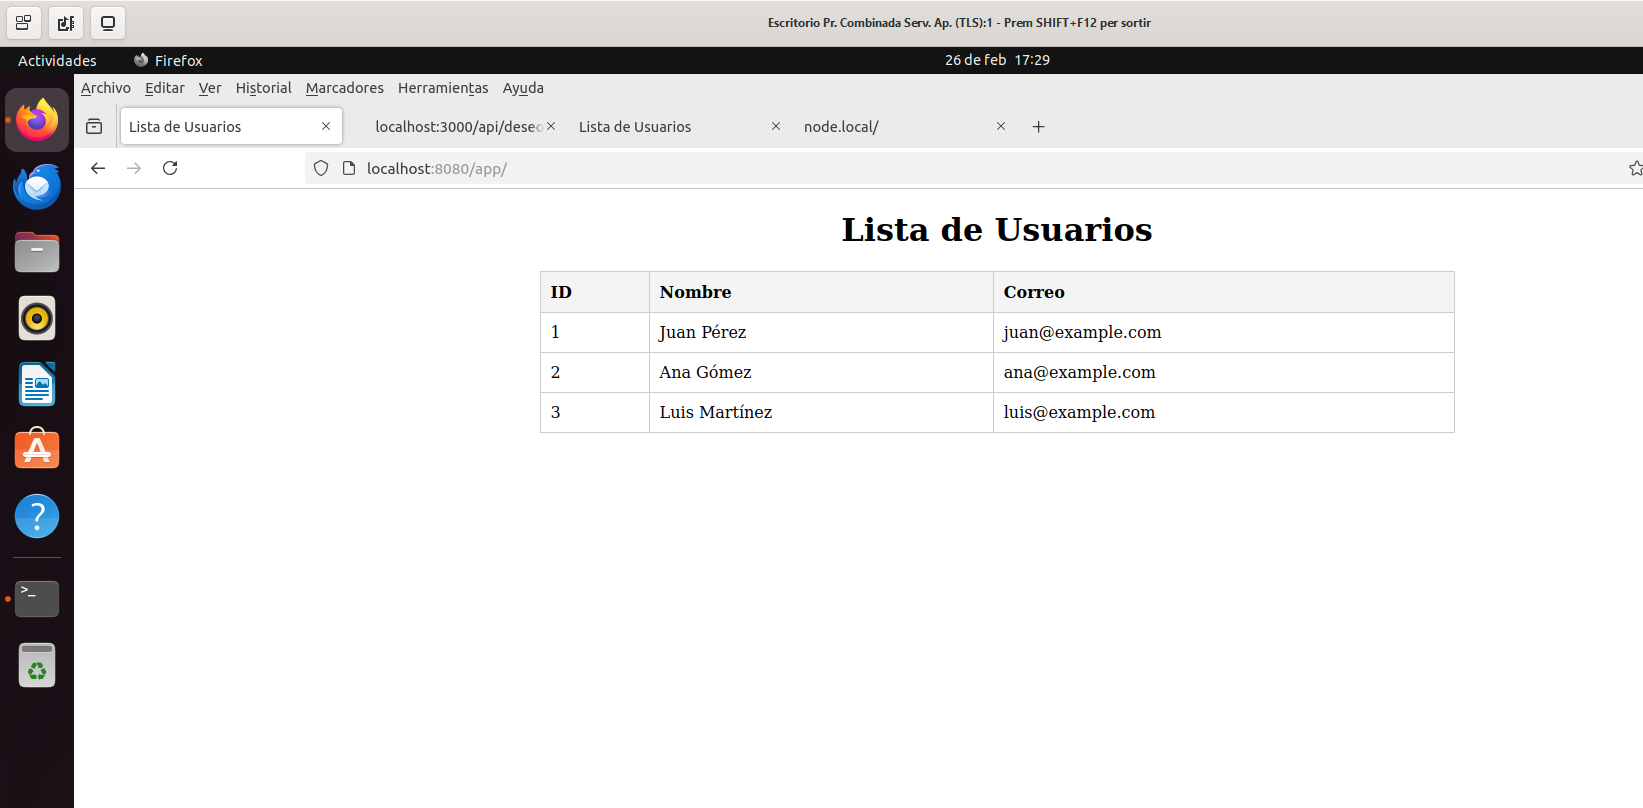 Escritorio Pr. Combinada Serv. Ap. (TLS):1 - Prem SHIFT+F12 per sortir
Actividades Firefox 26 de feb 17:29
Archivo Editar Ver Historial Marcadores Herramientas Ayuda
Lista de Usuarios localhost:3000/api/deseo Lista de Usuarios node.local/
localhost:8080/app/
Lista de Usuarios
ID Nombre Correo
1 Juan Pérez juan@example.com
2 Ana Gómez ana@example.com
3 Luis Martínez luis@example.com